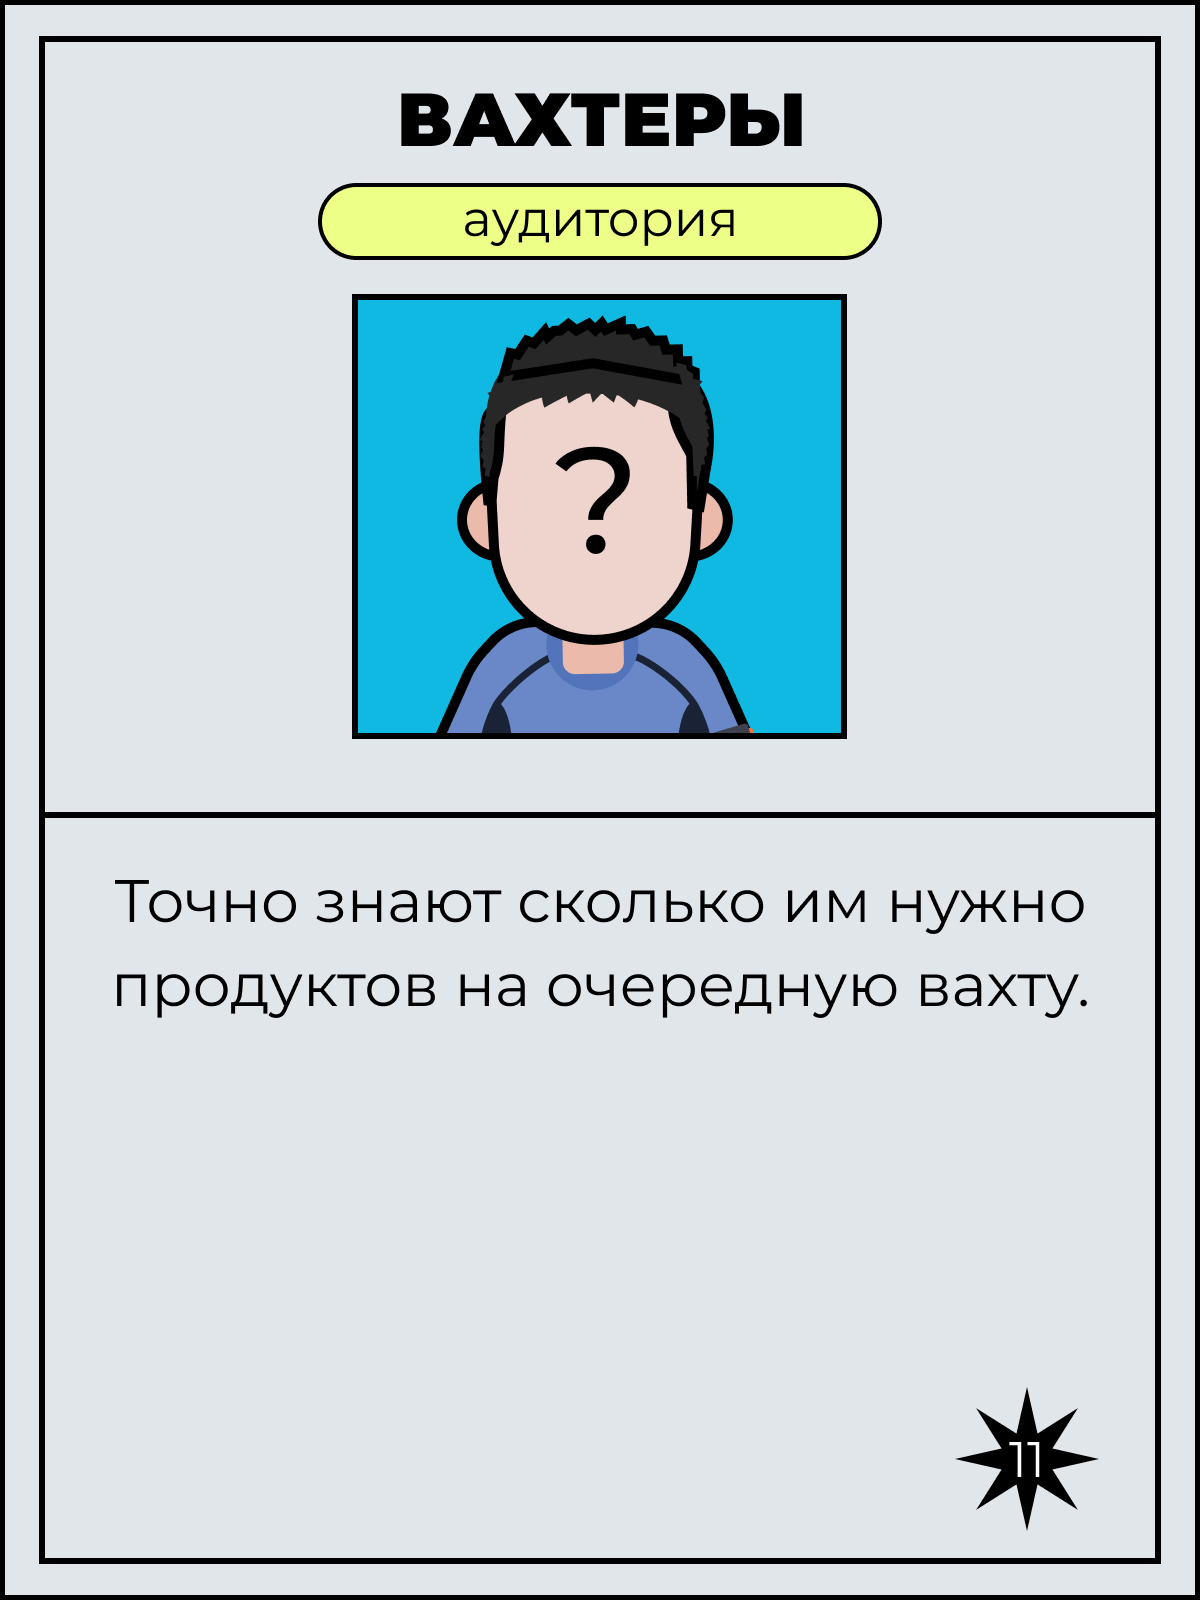 ВАХТЕРЫ
аудитория
?
Точно знают сколько им нужно
продуктов на очередную вахту.
11